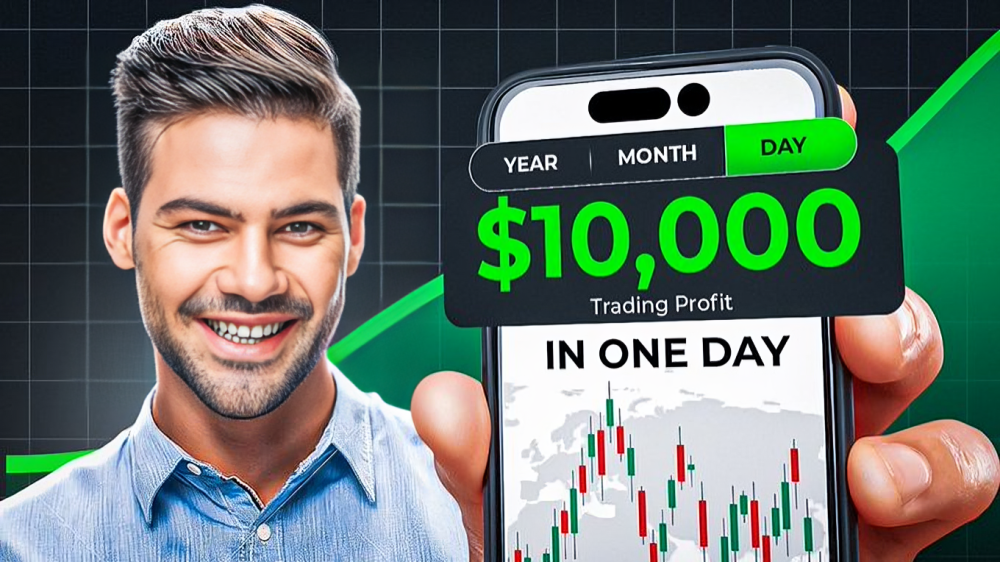 YEAR MONTH DAY
$10,000
Trading Profit
IN ONE DAY